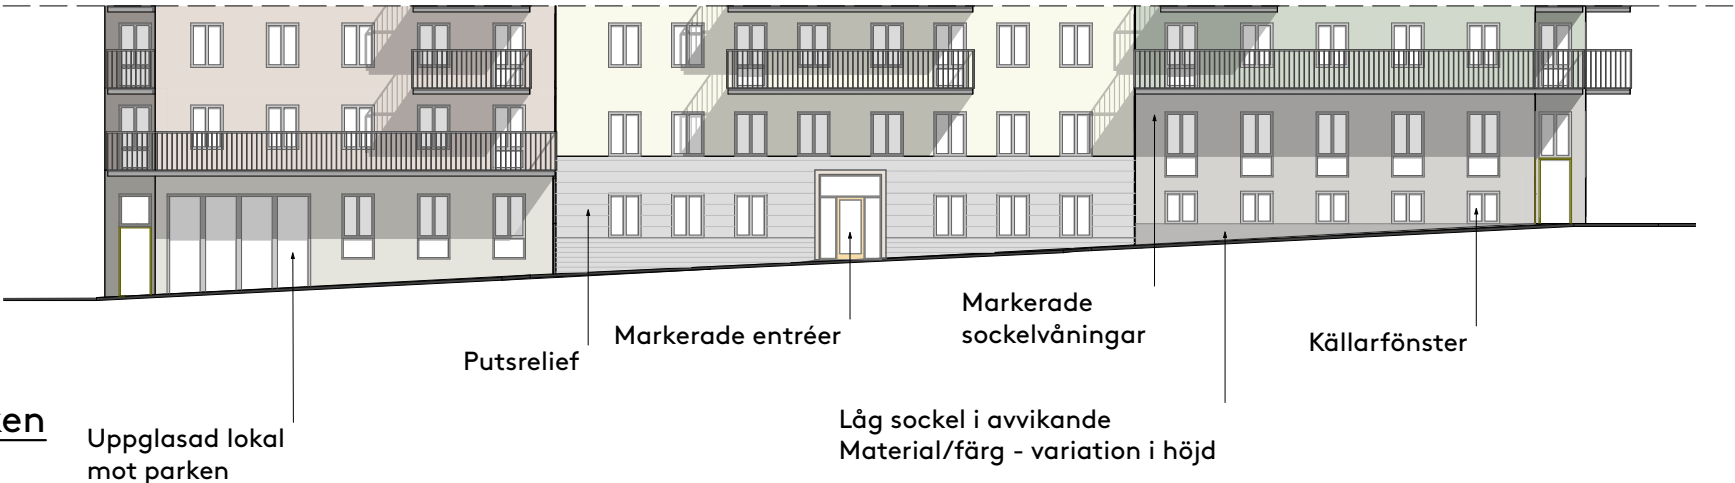 Markerade
sockelvåningar
Markerade entréer
Källarfönster
Putsrelief
Låg sockel i avvikande
Material/färg - variation i höjd
Uppglasad lokal
mot parken